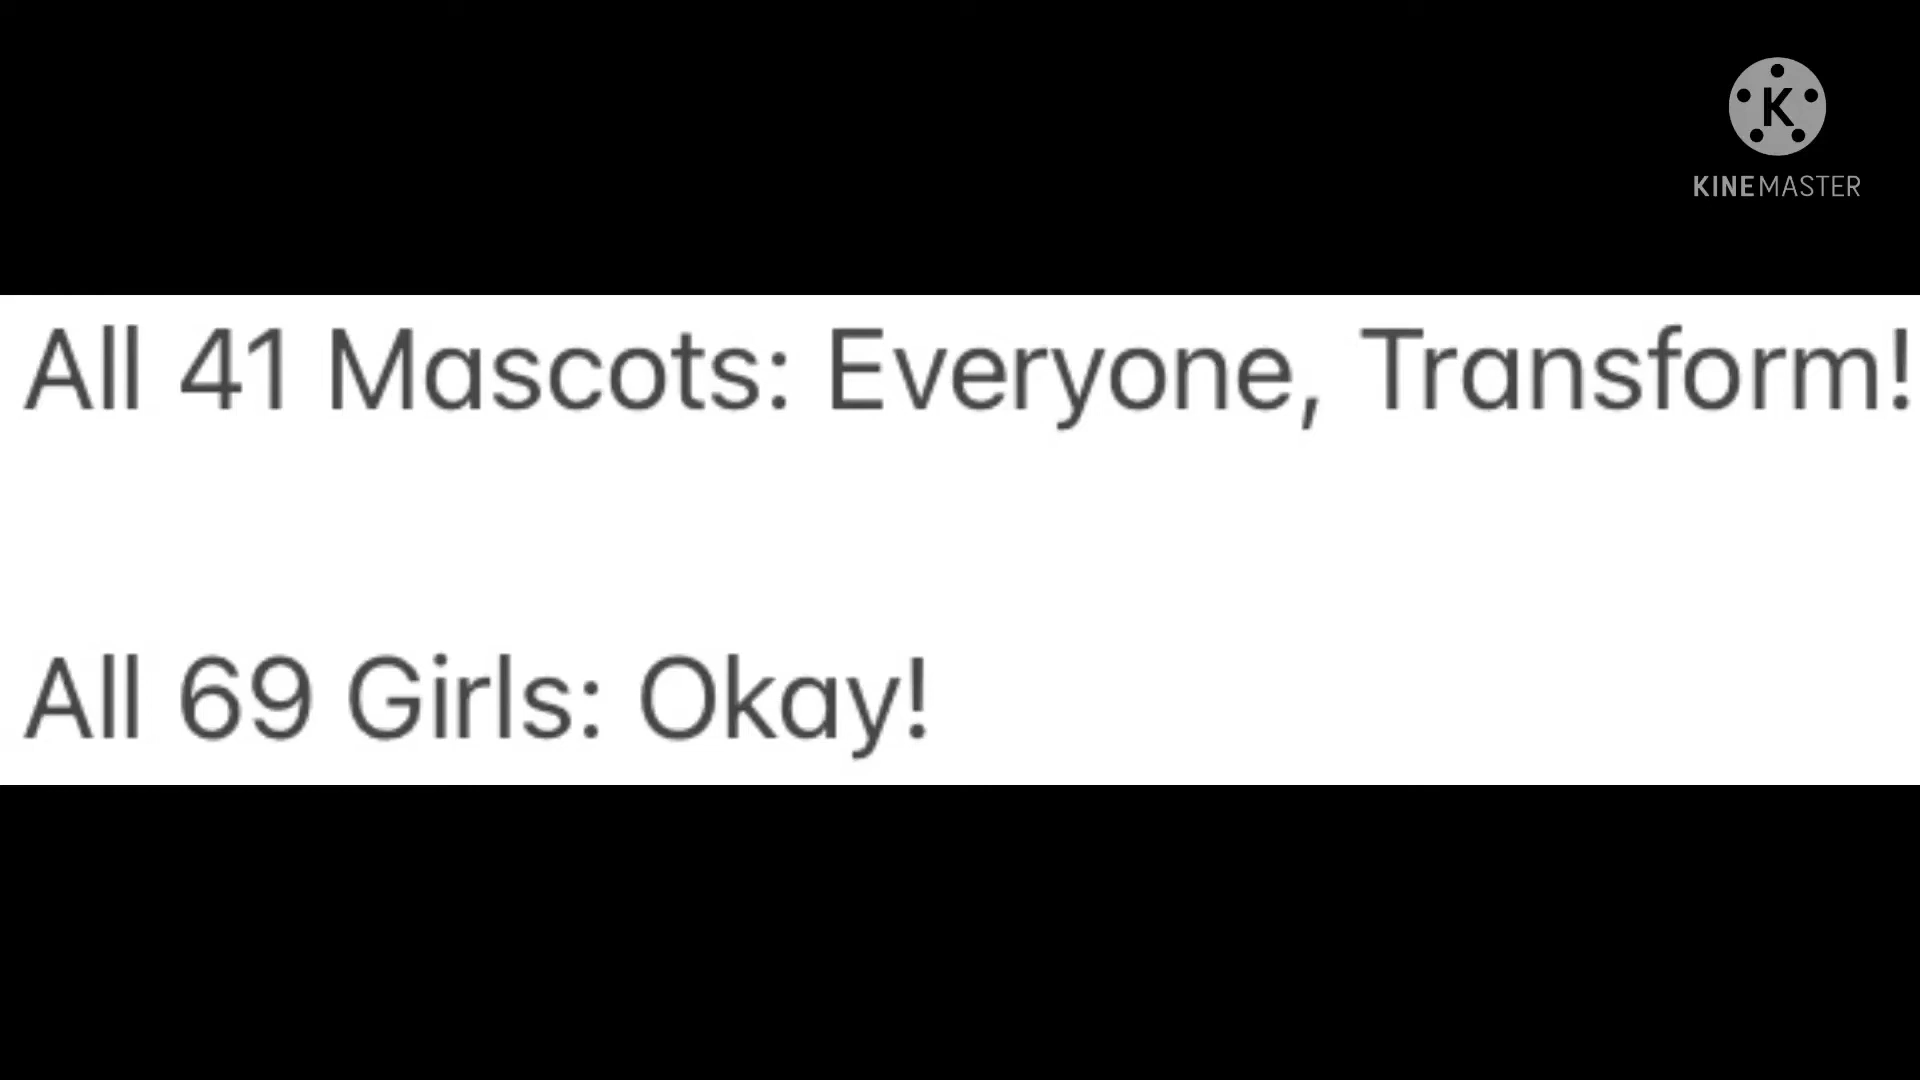 K
KINEMASTER
All 41 Mascots: Everyone, Transform!
All 69 Girls: Okay!